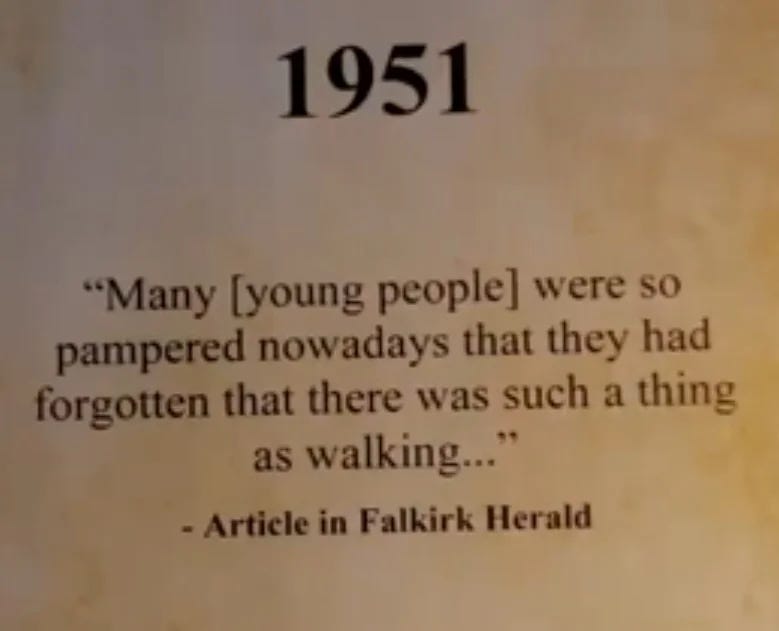 1951
“Many [young people] were so
pampered nowadays that they had
forgotten that there was such a thing
as walking...”
- Article in Falkirk Herald